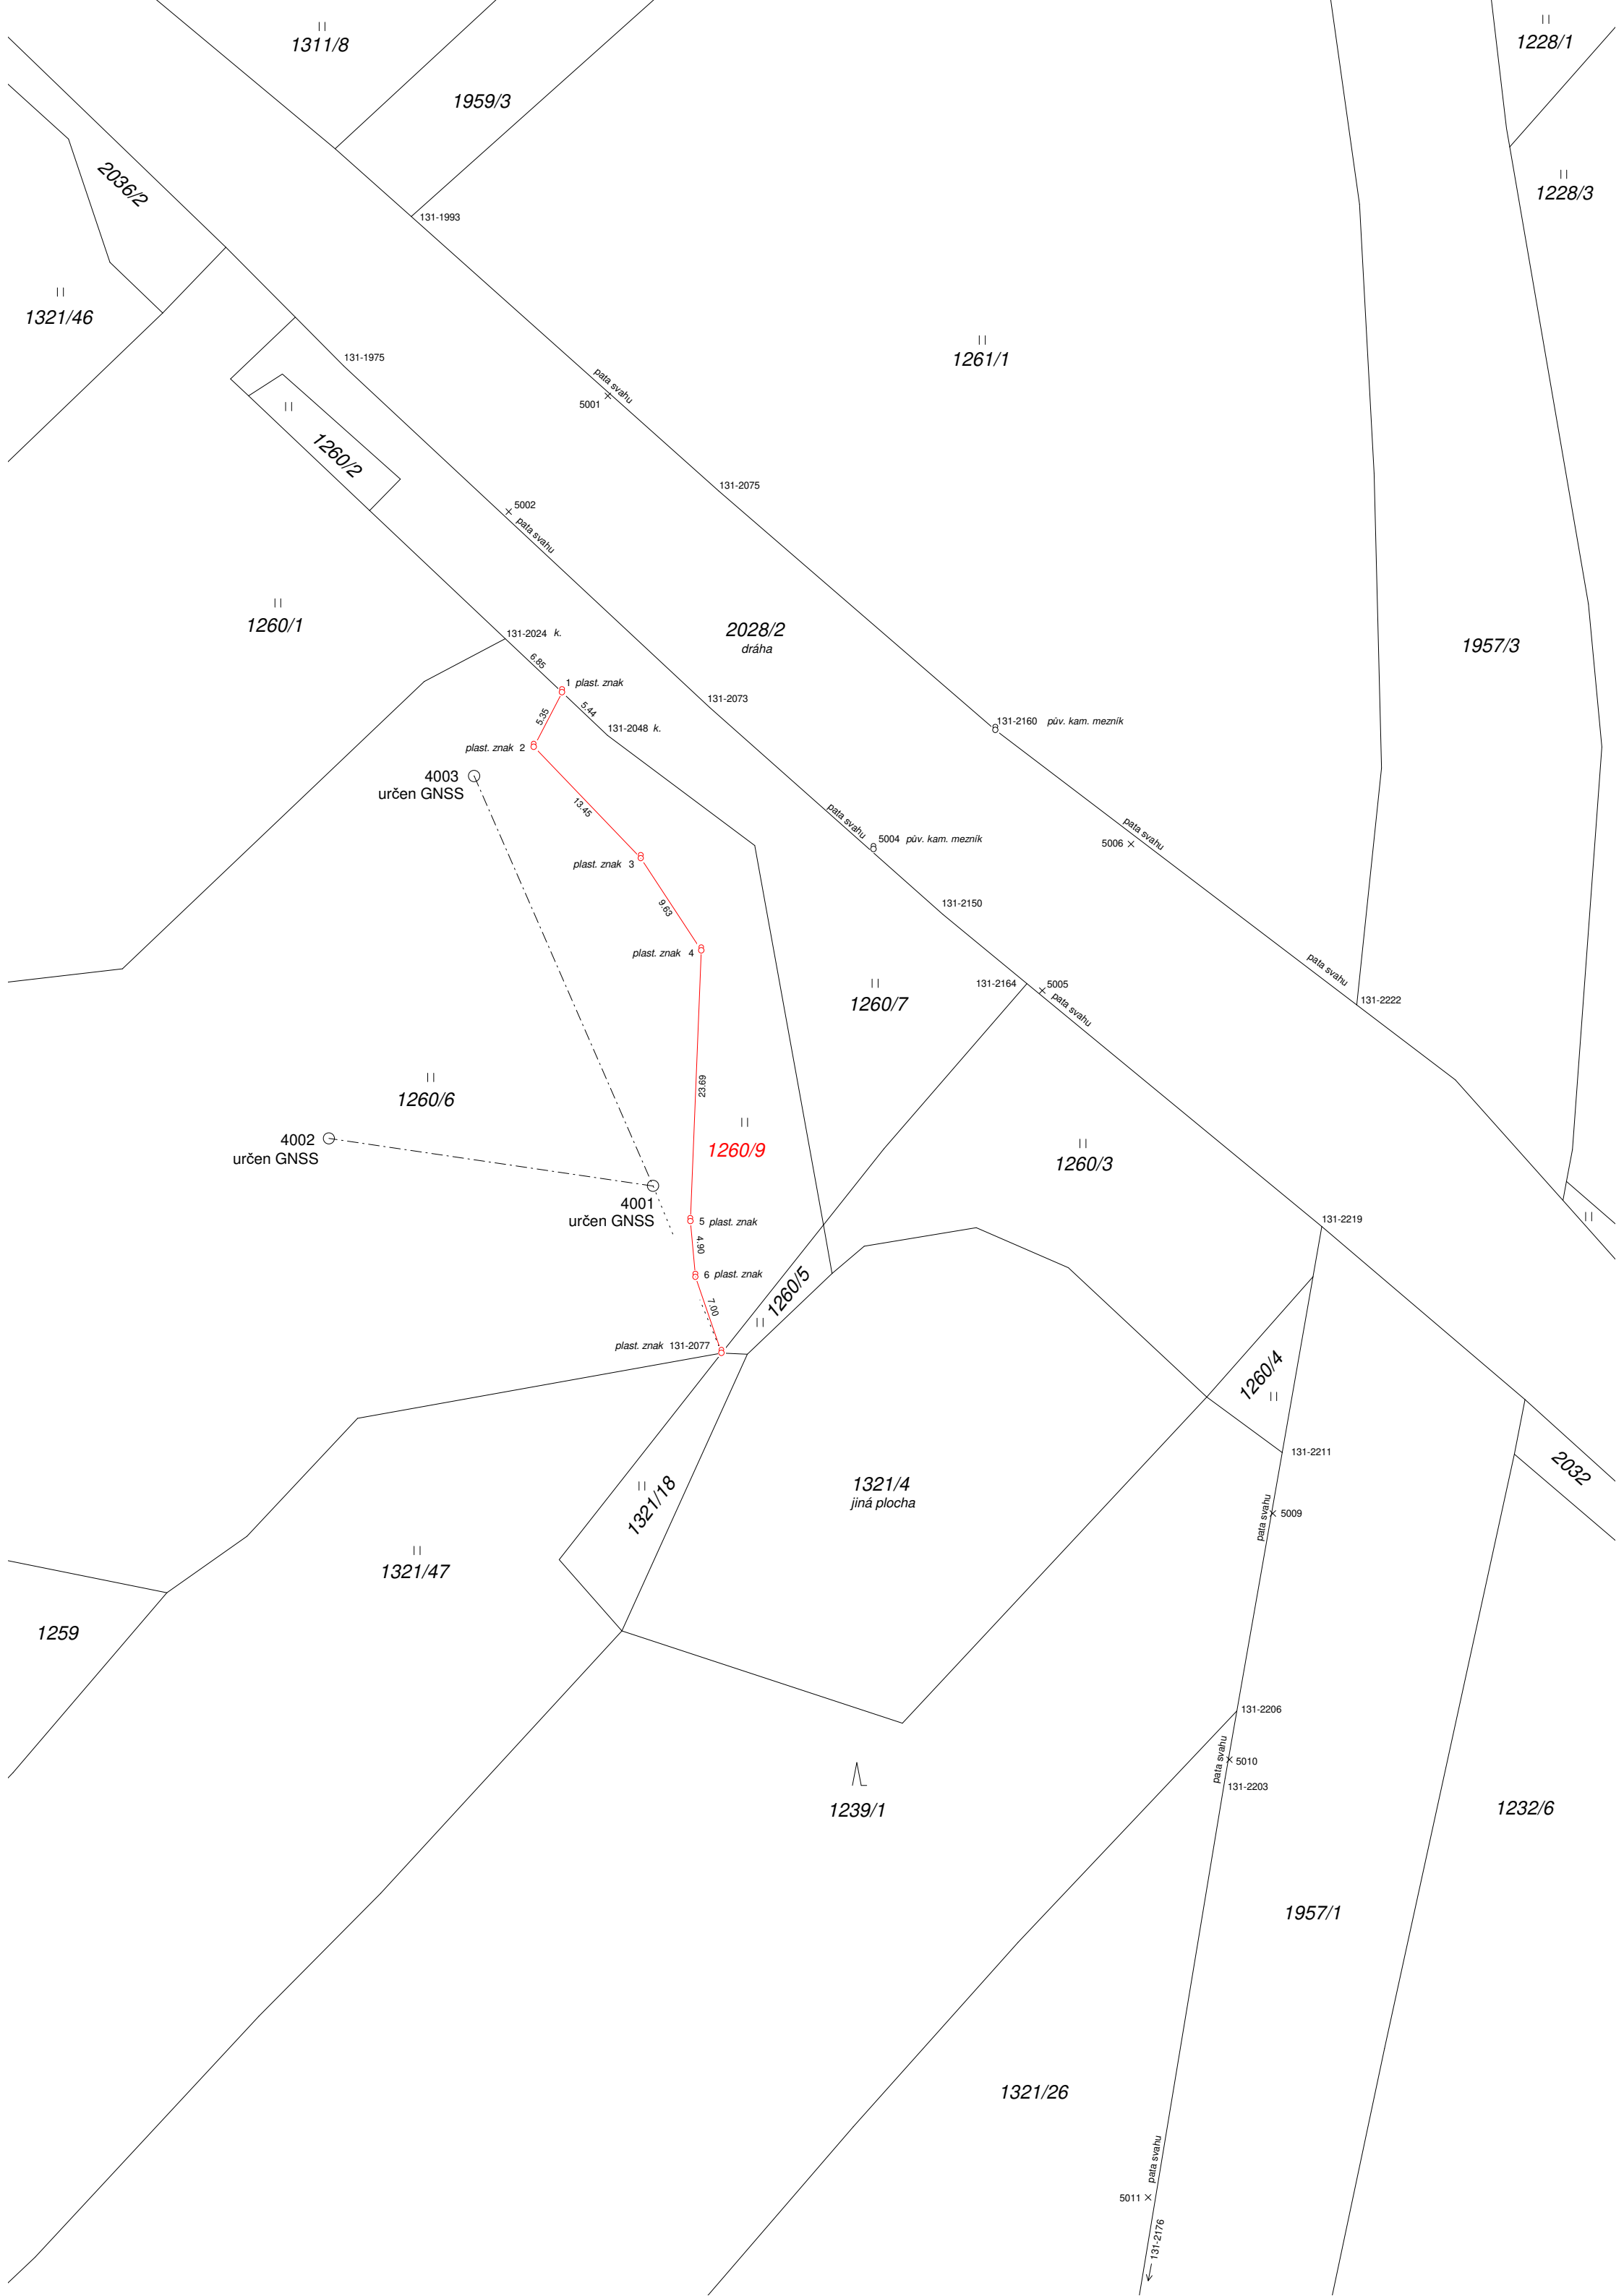 1311/8
1228/1
1959/3
2036/2
1228/3
131-1993
1321/46
131-1975
1261/1
pata svahu
5001
1260/2
131-2075
5002
pata svahu
1260/1
131-2024 k.
2028/2
dráha
1957/3
6.85
1 plast. znak
5.44
131-2073
5.35
131-2048 k.
131-2160 pův. kam. mezník
plast. znak 2
4003
určen GNSS
13.45
pata svahu
5004 pův. kam. mezník
pata svahu
5006
plast. znak 3
9.63
131-2150
plast. znak 4
pata svahu
131-2164
5005
pata svahu
131-2222
1260/7
23.69
1260/6
4002
určen GNSS
1260/9
1260/3
4001
určen GNSS
5 plast. znak
131-2219
4.90
6 plast. znak
1260/5
7.00
plast. znak 131-2077
1260/4
131-2211
2032
1321/18
1321/4
jiná plocha
pata svahu
5009
1321/47
1259
131-2206
pata svahu
5010
131-2203
1239/1
1232/6
1957/1
1321/26
pata svahu
5011
131-2176